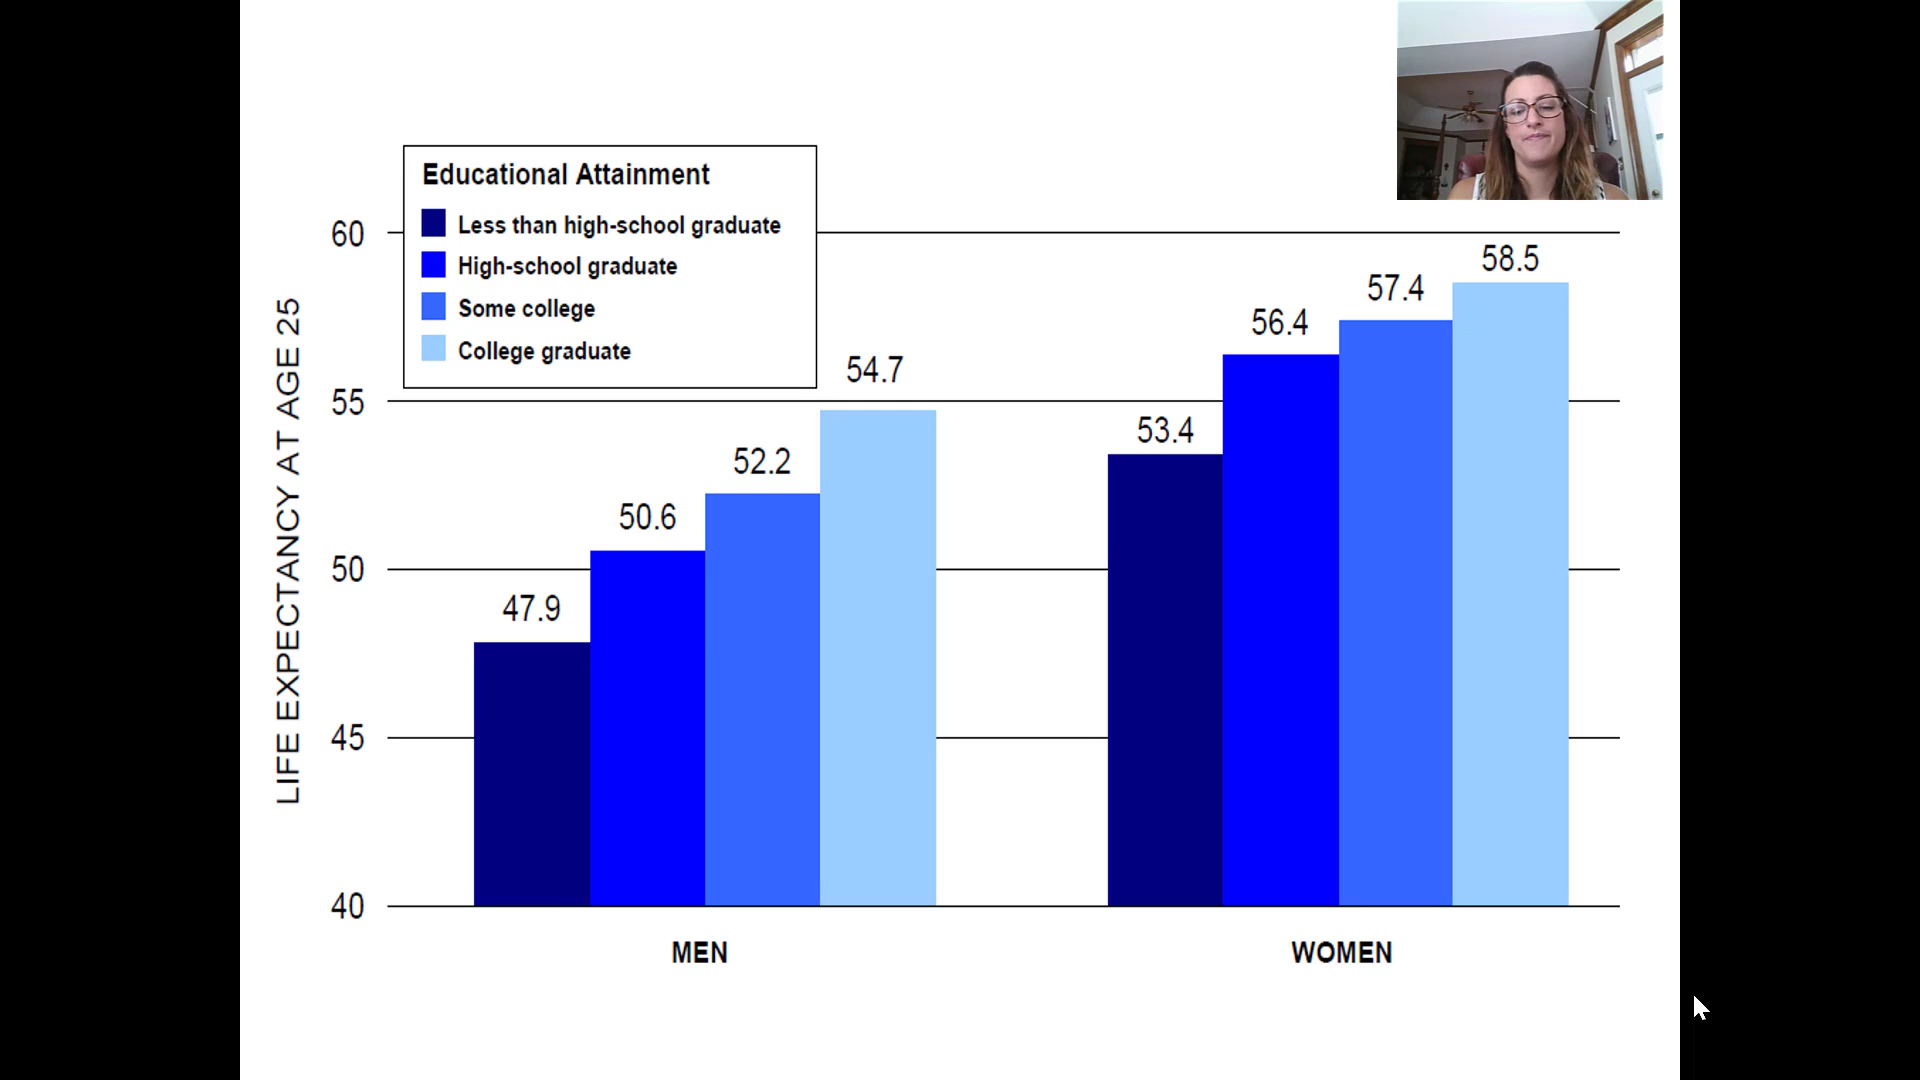 Educational Attainment
Less than high-school graduate
High-school graduate
Some college
College graduate
LIFE EXPECTANCY AT AGE 25
60
55
50
45
40
47.9
50.6
52.2
54.7
53.4
56.4
57.4
58.5
MEN
WOMEN